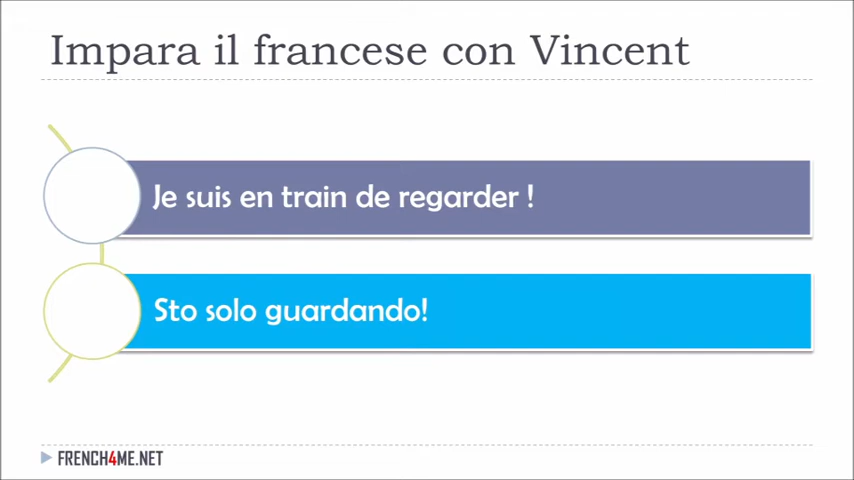 Impara il francese con Vincent
Je suis en train de regarder !
Sto solo guardando!
FRENCH4ME.NET